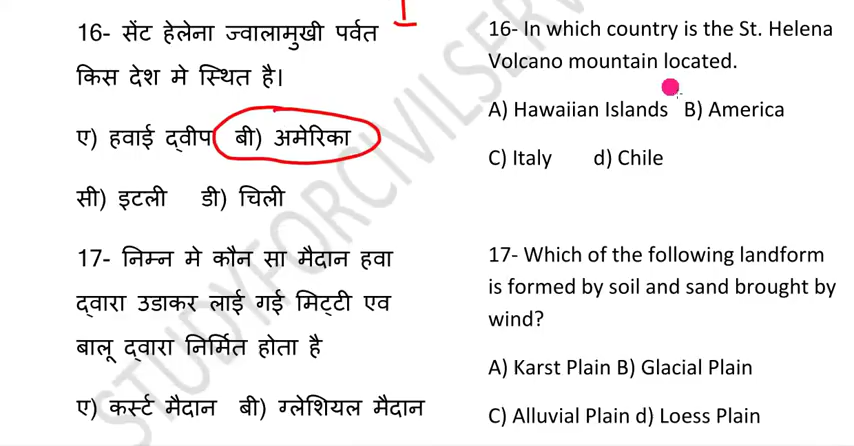 16- सेंट हेलेना ज्वालामुखी पर्वत
किस देश मे स्थित है।
ए) हवाई द्वीप बी) अमेरिका
सी) इटली डी) चिली
17- निम्न मे कौन सा मैदान हवा
द्वारा उडाकर लाई गई मिट्टी एव
बालू द्वारा निर्मित होता है
ए) कर्स्ट मैदान बी) ग्लेशियल मैदान
16- In which country is the St. Helena
Volcano mountain located.
A) Hawaiian Islands B) America
C) Italy d) Chile
17- Which of the following landform
is formed by soil and sand brought by
wind?
A) Karst Plain B) Glacial Plain
C) Alluvial Plain d) Loess Plain
STUDYFORCIVILSERV